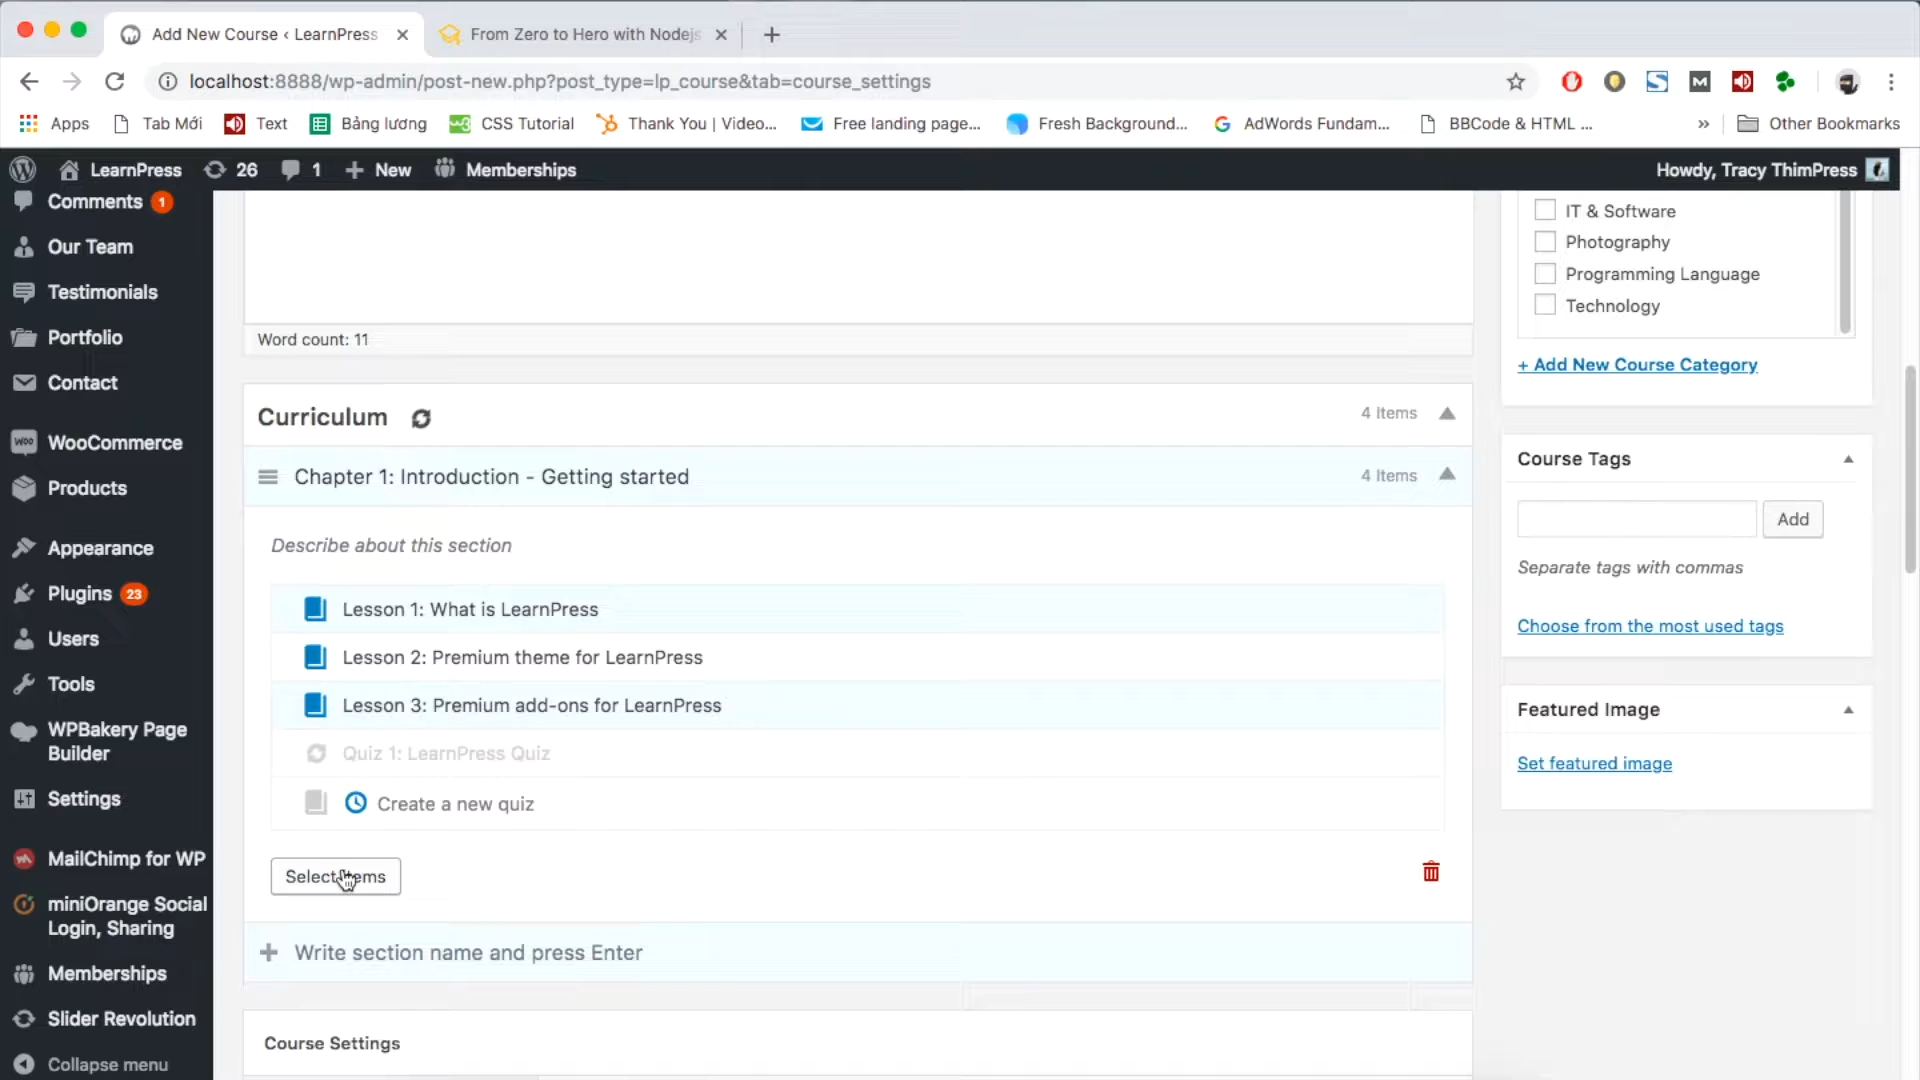 Add New Course ‹ LearnPress
From Zero to Hero with Nodejs
localhost:8888/wp-admin/post-new.php?post_type=lp_course&tab=course_settings
Apps
Tab Mới
Text
Bảng lương
CSS Tutorial
Thank You | Video...
Free landing page...
Fresh Background...
AdWords Fundam...
BBCode & HTML ...
»
Other Bookmarks
LearnPress
26
1
New
Memberships
Howdy, Tracy ThimPress
Comments 1
Our Team
Testimonials
Portfolio
Contact
WooCommerce
Products
Appearance
Plugins 23
Users
Tools
WPBakery Page
Builder
Settings
MailChimp for WP
miniOrange Social
Login, Sharing
Memberships
Slider Revolution
Collapse menu
Word count: 11
Curriculum
4 Items
Chapter 1: Introduction - Getting started
4 Items
Describe about this section
Lesson 1: What is LearnPress
Lesson 2: Premium theme for LearnPress
Lesson 3: Premium add-ons for LearnPress
Quiz 1: LearnPress Quiz
Create a new quiz
Select items
+ Write section name and press Enter
Course Settings
IT & Software
Photography
Programming Language
Technology
+ Add New Course Category
Course Tags
Add
Separate tags with commas
Choose from the most used tags
Featured Image
Set featured image